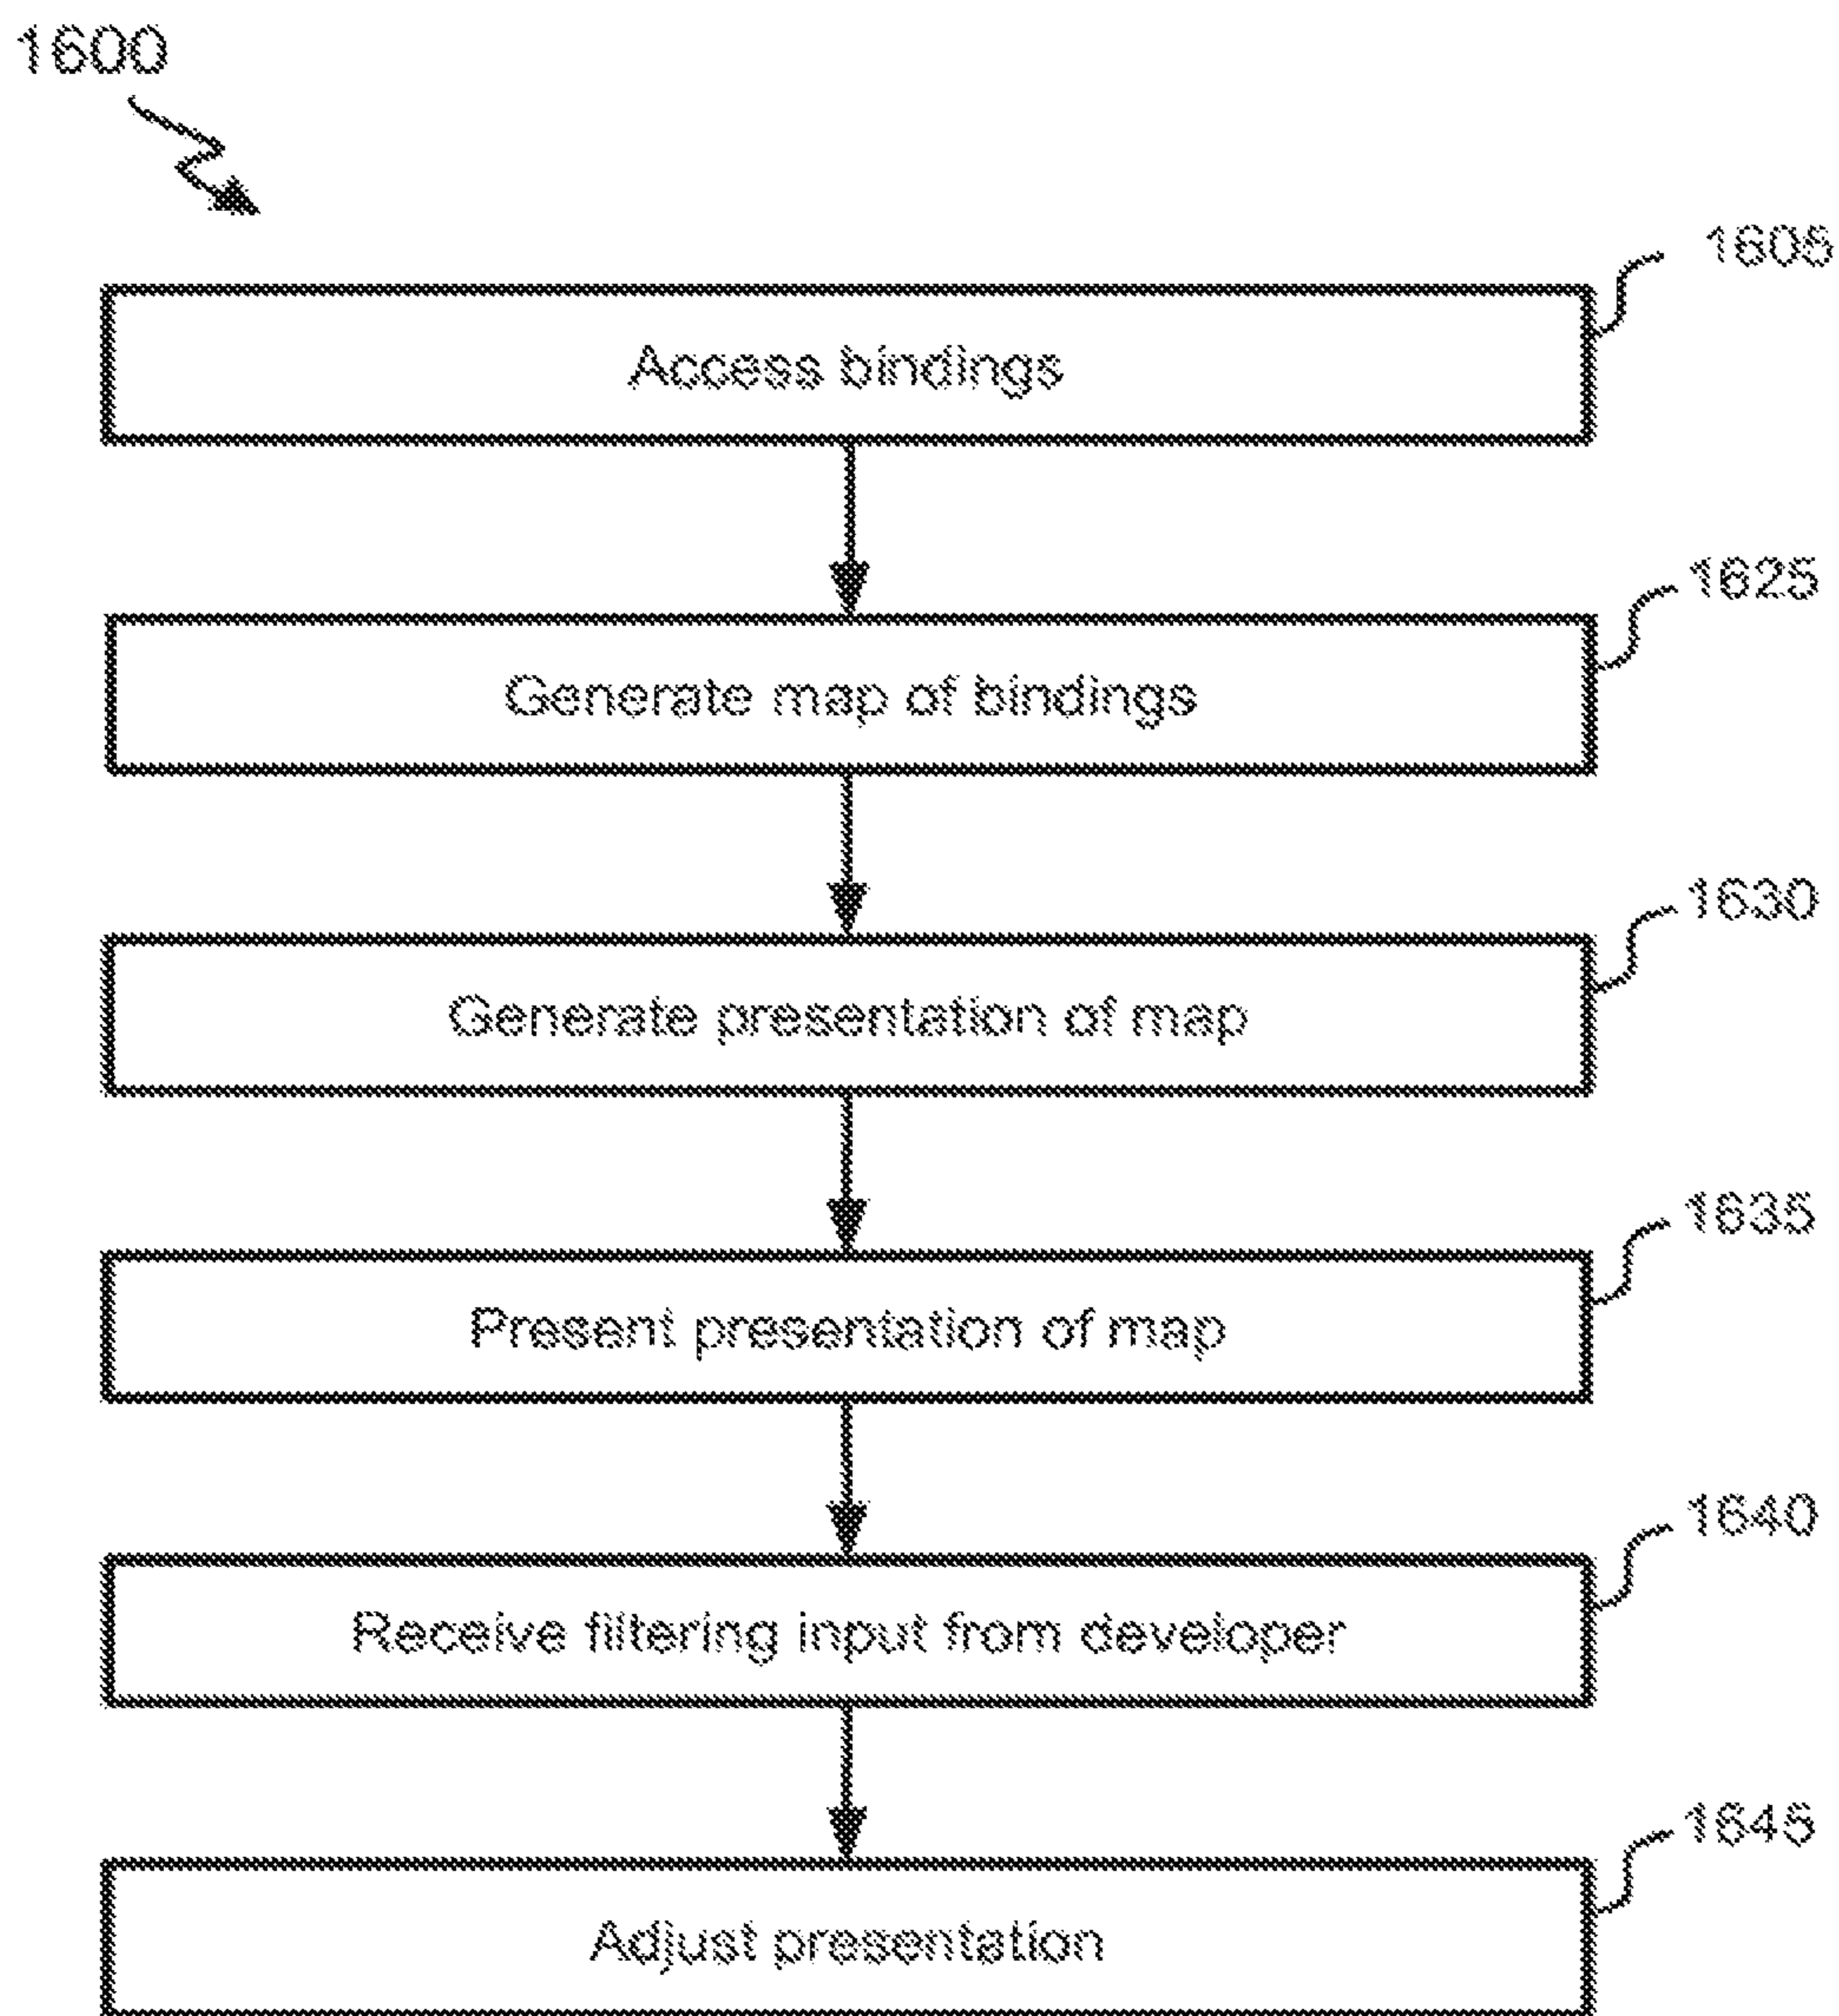 1600
1605
Access bindings
1625
Generate map of bindings
1630
Generate presentation of map
1635
Present presentation of map
1640
Receive filtering input from developer
1645
Adjust presentation